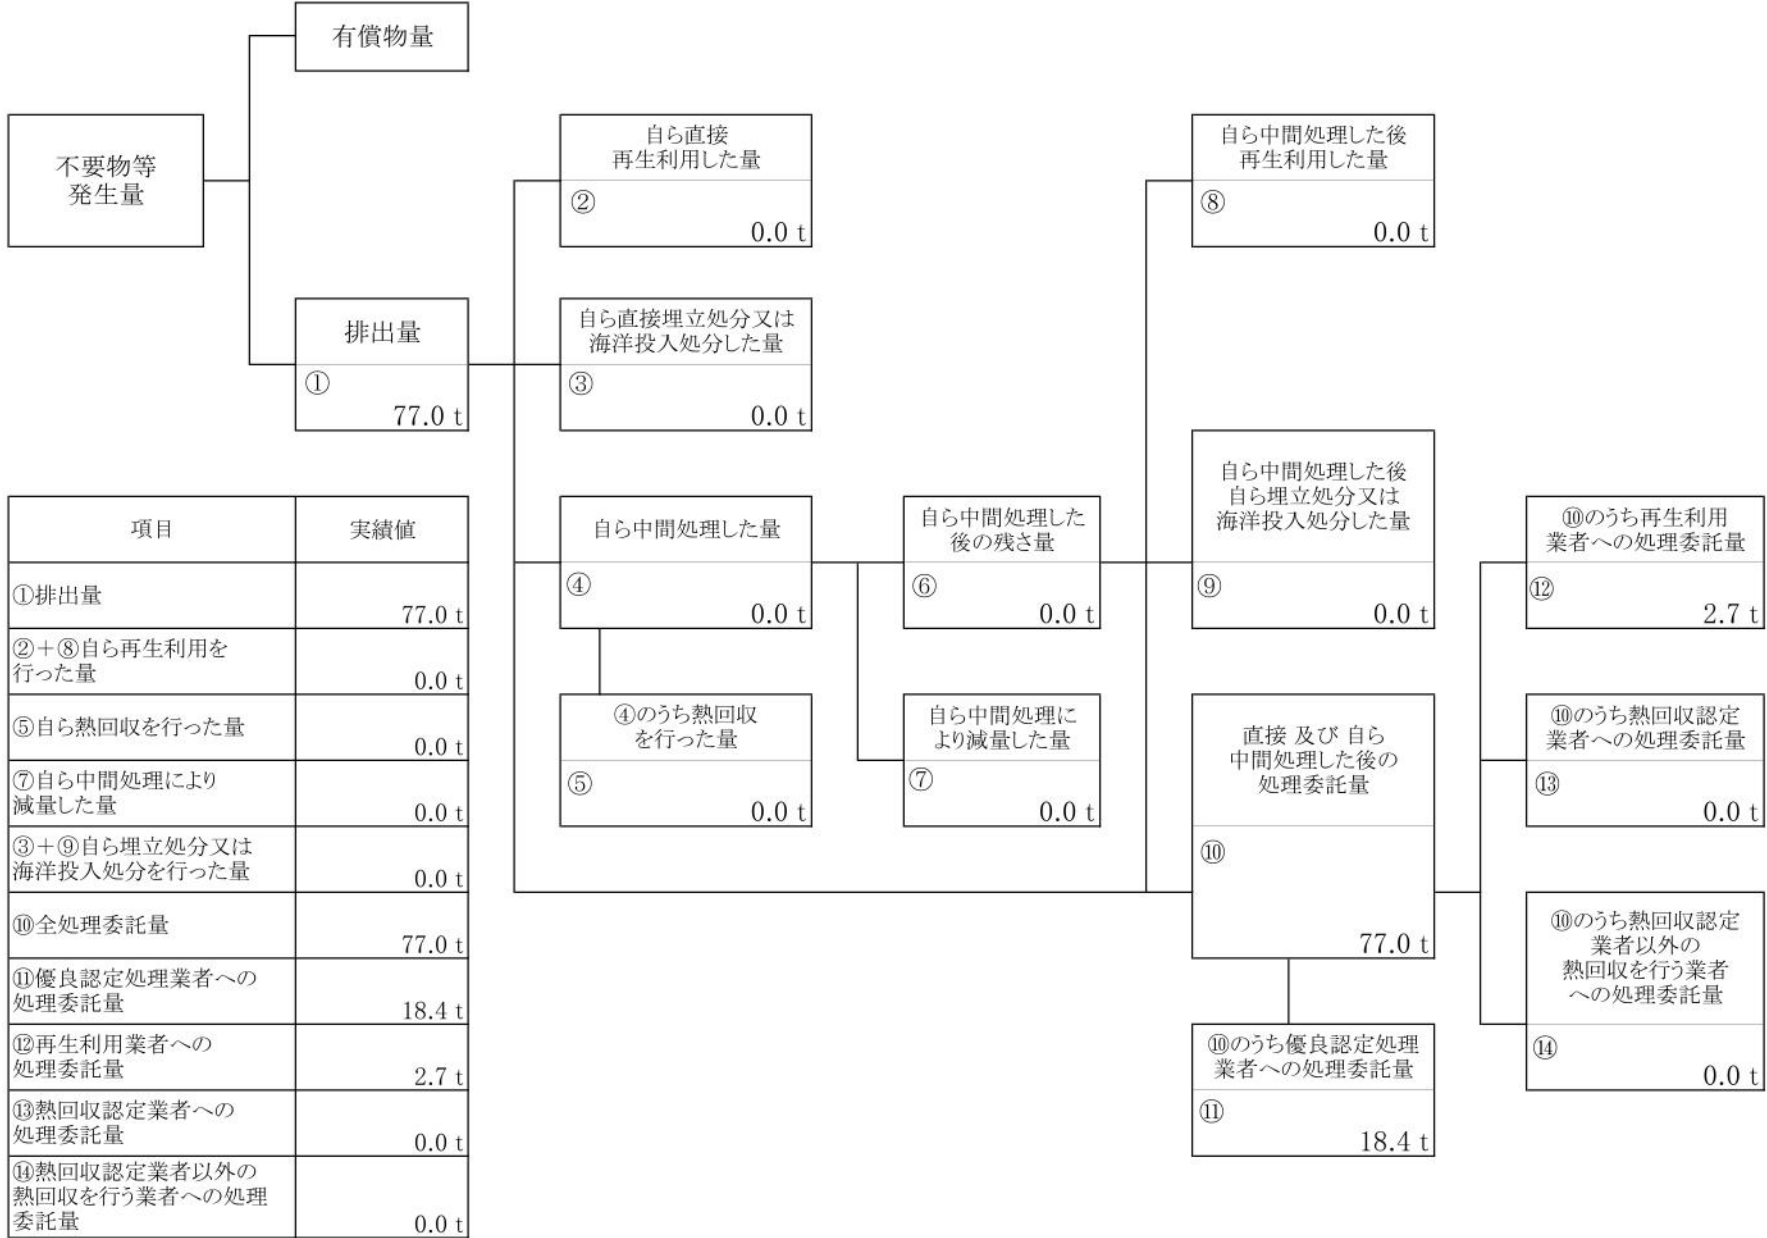 有償物量
不要物等
発生量
自ら直接
再生利用した量
②
0.0 t
自ら中間処理した後
再生利用した量
⑧
0.0 t
排出量
①
77.0 t
自ら直接埋立処分又は
海洋投入処分した量
③
0.0 t
自ら中間処理した量
④
0.0 t
自ら中間処理した
後の残さ量
⑥
0.0 t
自ら中間処理した後
自ら埋立処分又は
海洋投入処分した量
⑨
0.0 t
⑩のうち再生利用
業者への処理委託量
⑫
2.7 t
④のうち熱回収
を行った量
⑤
0.0 t
自ら中間処理に
より減量した量
⑦
0.0 t
直接 及び 自ら
中間処理した後の
処理委託量
⑩
77.0 t
⑩のうち熱回収認定
業者への処理委託量
⑬
0.0 t
⑩のうち熱回収認定
業者以外の
熱回収を行う業者
への処理委託量
⑭
0.0 t
⑩のうち優良認定処理
業者への処理委託量
⑪
18.4 t
項目 実績値
①排出量
77.0 t
②＋⑧自ら再生利用を
行った量
0.0 t
⑤自ら熱回収を行った量
0.0 t
⑦自ら中間処理により
減量した量
0.0 t
③＋⑨自ら埋立処分又は
海洋投入処分を行った量
0.0 t
⑩全処理委託量
77.0 t
⑪優良認定処理業者への
処理委託量
18.4 t
⑫再生利用業者への
処理委託量
2.7 t
⑬熱回収認定業者への
処理委託量
0.0 t
⑭熱回収認定業者以外の
熱回収を行う業者への処理
委託量
0.0 t